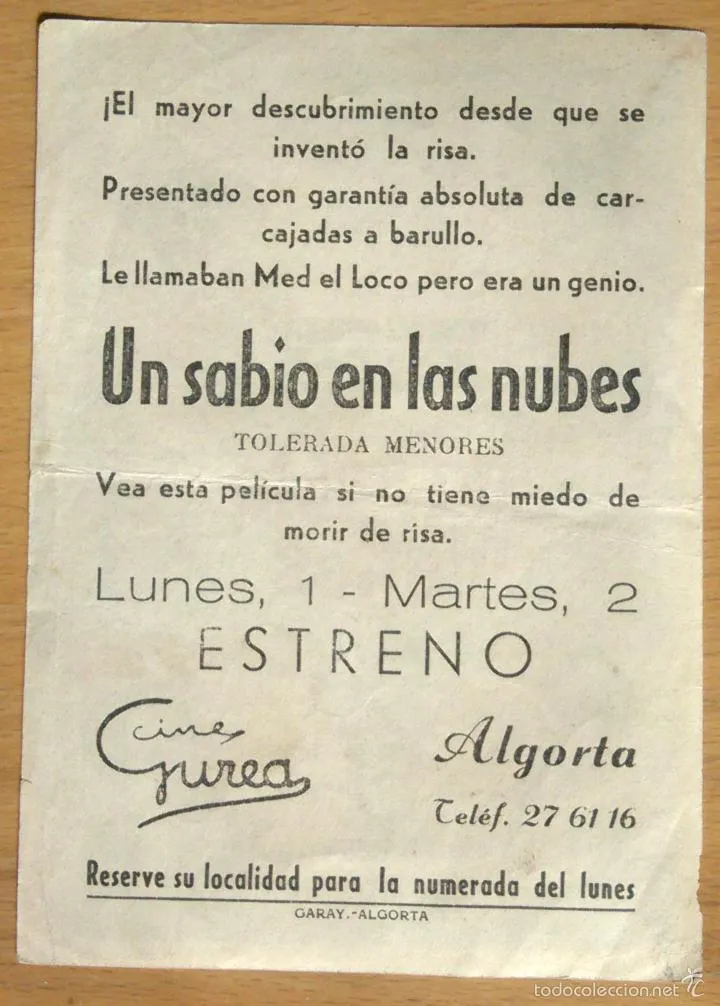 ¡El mayor descubrimiento desde que se
inventó la risa.
Presentado con garantía absoluta de car-
cajadas a barullo.
Le llamaban Med el Loco pero era un genio.
Un sabio en las nubes
TOLERADA MENORES
Vea esta película si no tiene miedo de
morir de risa.
Lunes, 1 - Martes, 2
ESTRENO
Cine Gurea
Algorta
Teléf. 27 61 16
Reserve su localidad para la numerada del lunes
GARAY.-ALGORTA
todocoleccion.net